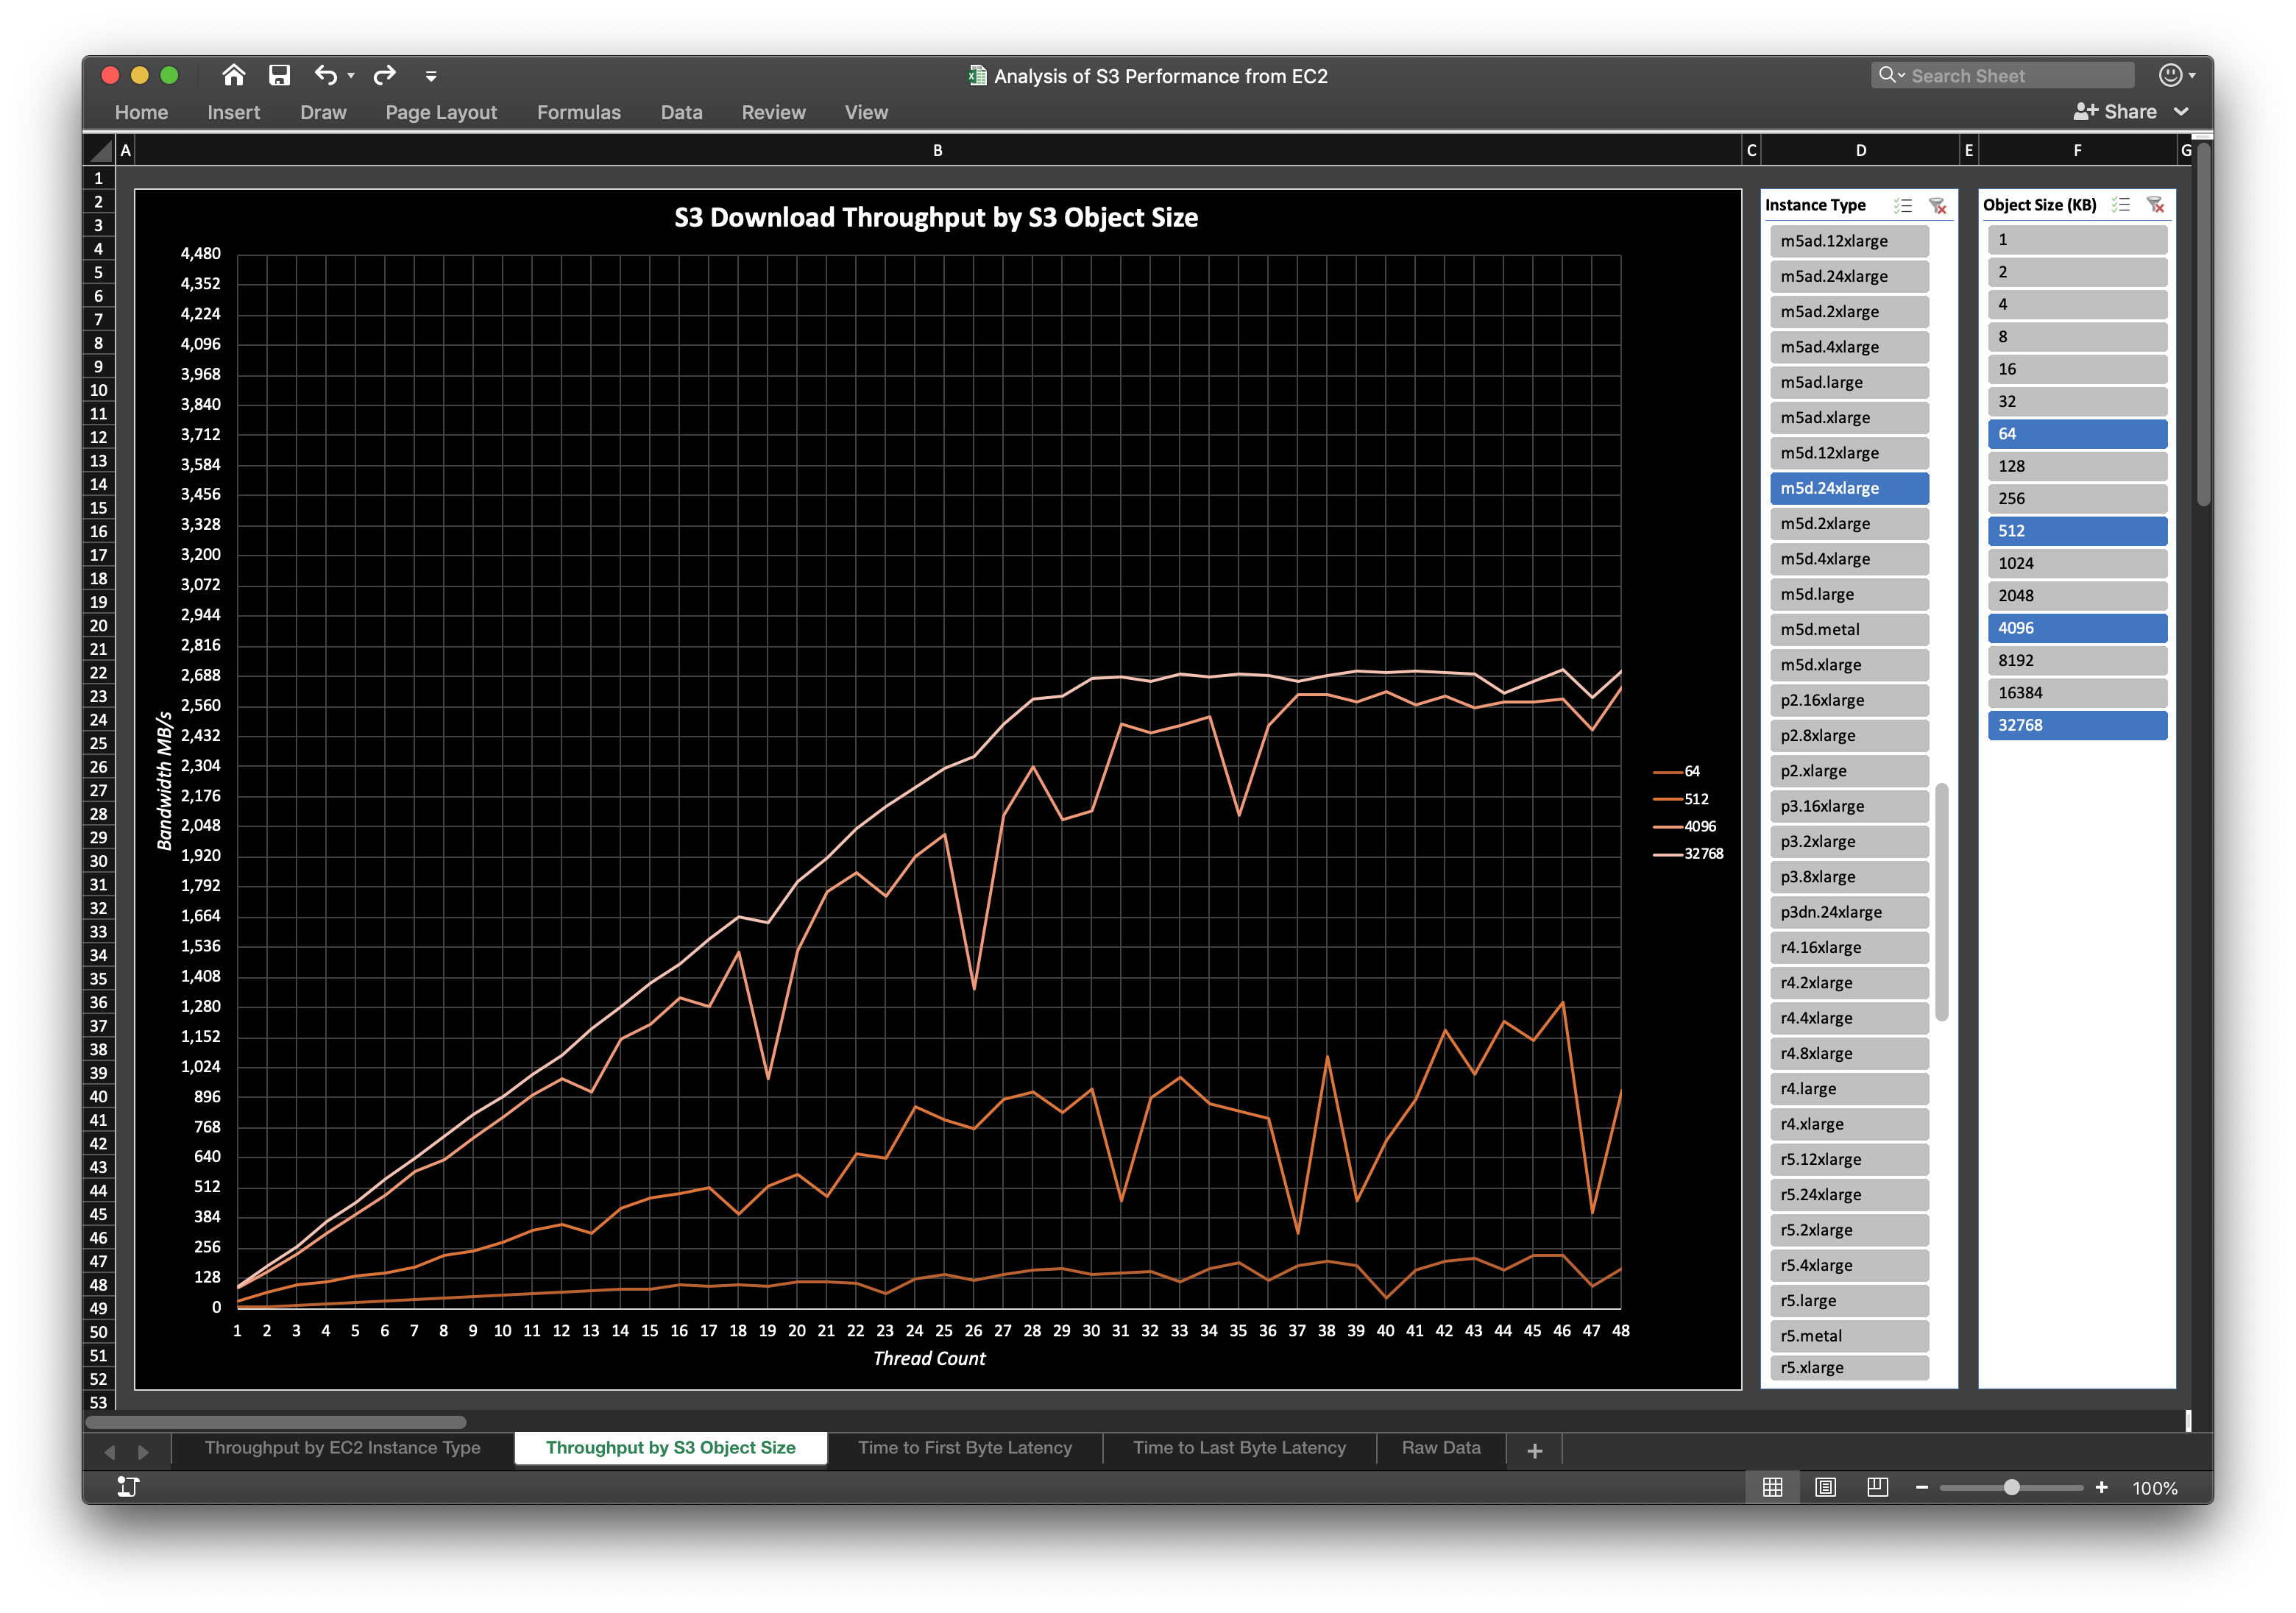 Analysis of S3 Performance from EC2
Search Sheet
Home Insert Draw Page Layout Formulas Data Review View
Share
A B C D E F G
1
2
3
4
5
6
7
8
9
10
11
12
13
14
15
16
17
18
19
20
21
22
23
24
25
26
27
28
29
30
31
32
33
34
35
36
37
38
39
40
41
42
43
44
45
46
47
48
49
50
51
52
53
S3 Download Throughput by S3 Object Size
4,480
4,352
4,224
4,096
3,968
3,840
3,712
3,584
3,456
3,328
3,200
3,072
2,944
2,816
2,688
2,560
2,432
2,304
2,176
2,048
1,920
1,792
1,664
1,536
1,408
1,280
1,152
1,024
896
768
640
512
384
256
128
0
Bandwidth MB/s
1 2 3 4 5 6 7 8 9 10 11 12 13 14 15 16 17 18 19 20 21 22 23 24 25 26 27 28 29 30 31 32 33 34 35 36 37 38 39 40 41 42 43 44 45 46 47 48
Thread Count
64
512
4096
32768
Instance Type
m5ad.12xlarge
m5ad.24xlarge
m5ad.2xlarge
m5ad.4xlarge
m5ad.large
m5ad.xlarge
m5d.12xlarge
m5d.24xlarge
m5d.2xlarge
m5d.4xlarge
m5d.large
m5d.metal
m5d.xlarge
p2.16xlarge
p2.8xlarge
p2.xlarge
p3.16xlarge
p3.2xlarge
p3.8xlarge
p3dn.24xlarge
r4.16xlarge
r4.2xlarge
r4.4xlarge
r4.8xlarge
r4.large
r4.xlarge
r5.12xlarge
r5.24xlarge
r5.2xlarge
r5.4xlarge
r5.large
r5.metal
r5.xlarge
Object Size (KB)
1
2
4
8
16
32
64
128
256
512
1024
2048
4096
8192
16384
32768
Throughput by EC2 Instance Type
Throughput by S3 Object Size
Time to First Byte Latency
Time to Last Byte Latency
Raw Data
100%